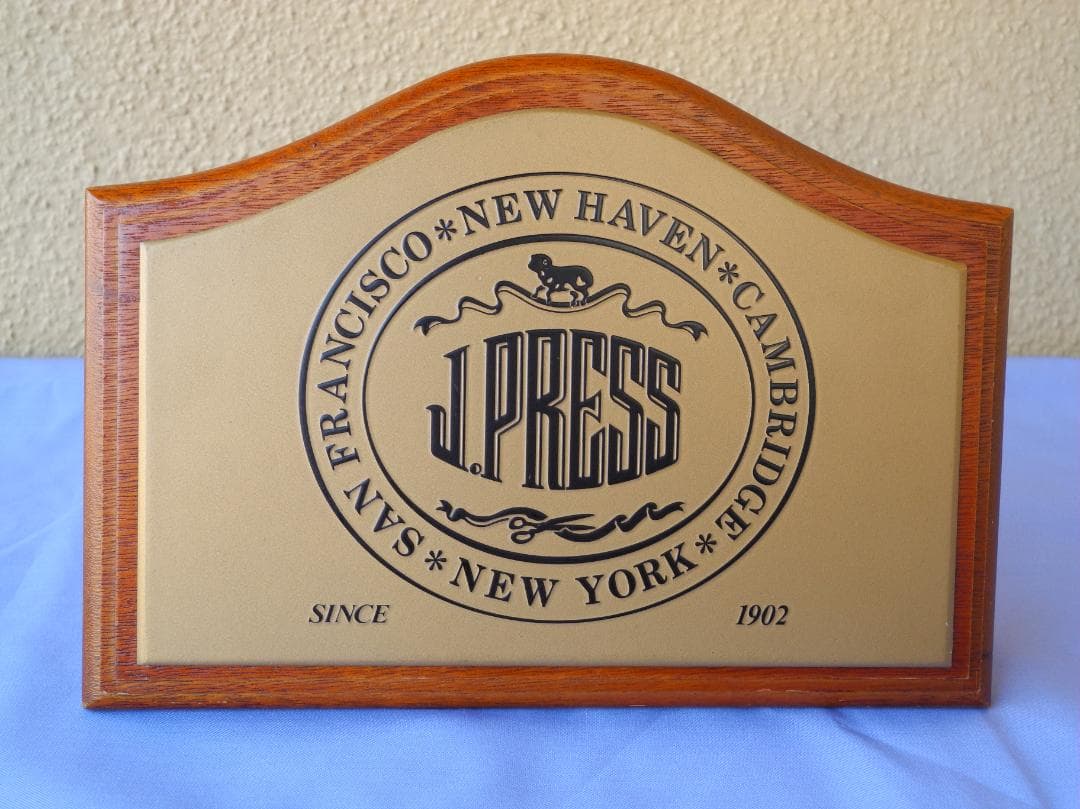 SAN FRANCISCO * NEW HAVEN * CAMBRIDGE * NEW YORK *
J.PRESS
SINCE 1902